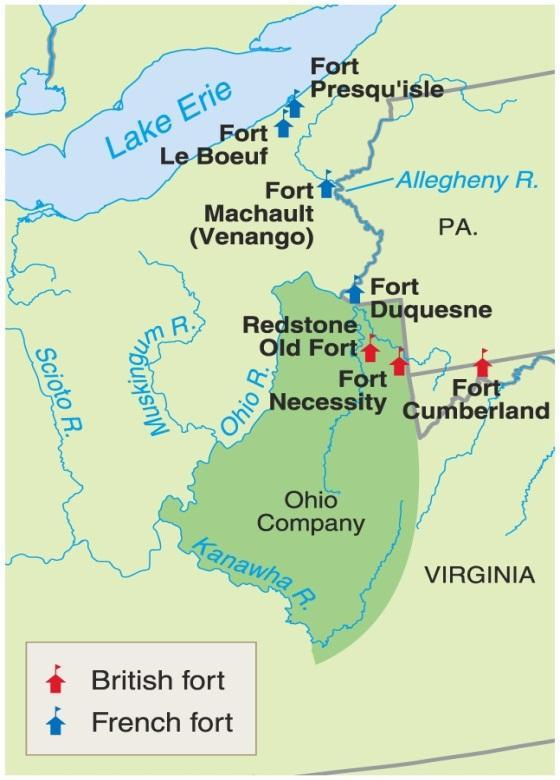 Fort
Presqu'isle
Lake Erie
Fort
Le Boeuf
Allegheny R.
Fort
Machault
(Venango)
PA.
Fort
Duquesne
Redstone
Old Fort
Muskingum R.
Scioto R.
Ohio R.
Fort
Necessity
Fort
Cumberland
Ohio
Company
Kanawha R.
VIRGINIA
British fort
French fort